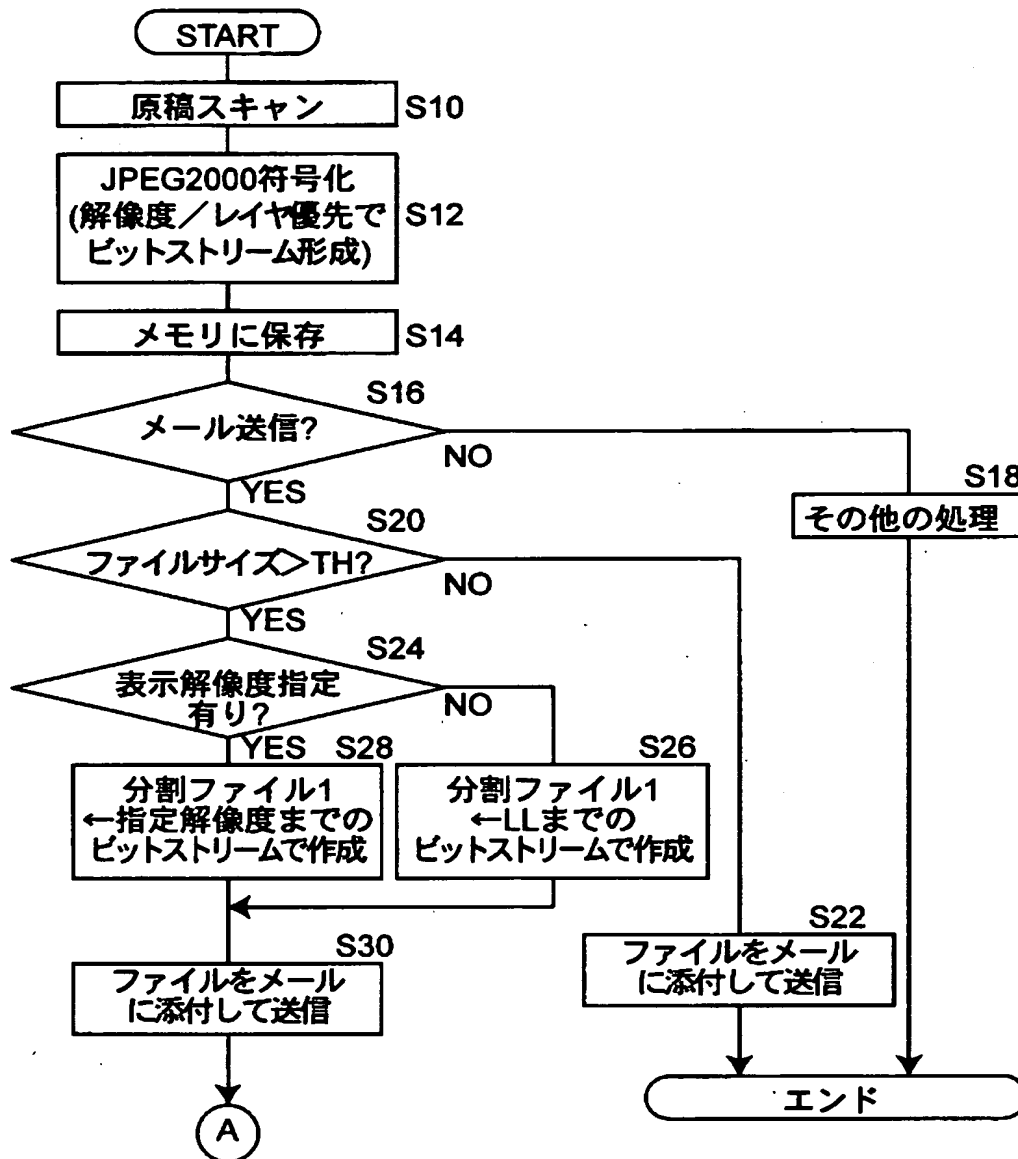 START
原稿スキャン
S10
JPEG2000符号化
(解像度／レイヤ優先で
ビットストリーム形成)
S12
メモリに保存
S14
S16
メール送信?
NO
YES
S18
その他の処理
S20
ファイルサイズ>TH?
NO
YES
S24
表示解像度指定
有り?
NO
YES
S28
分割ファイル1
←指定解像度までの
ビットストリームで作成
S26
分割ファイル1
←LLまでの
ビットストリームで作成
S30
ファイルをメール
に添付して送信
S22
ファイルをメール
に添付して送信
エンド
A